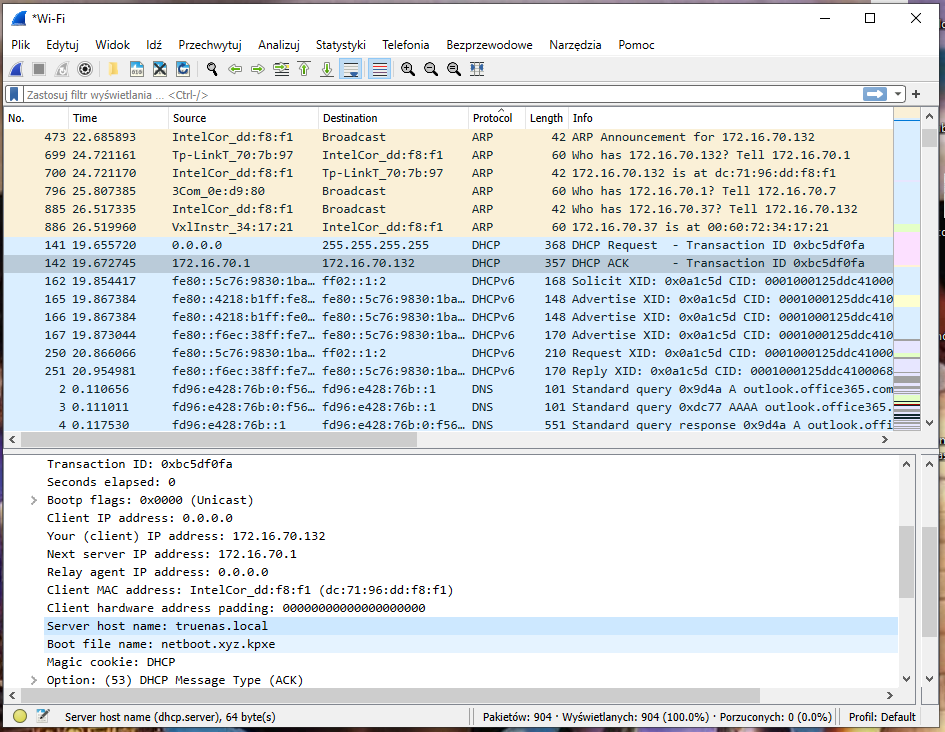 *Wi-Fi
Plik Edytuj Widok Idź Przechwytuj Analizuj Statystyki Telefonia Bezprzewodowe Narzędzia Pomoc
Zastosuj filtr wyświetlania … <Ctrl-/>
No. Time Source Destination Protocol Length Info
473 22.685893 IntelCor_dd:f8:f1 Broadcast ARP 42 ARP Announcement for 172.16.70.132
699 24.721161 Tp-LinkT_70:7b:97 IntelCor_dd:f8:f1 ARP 60 Who has 172.16.70.132? Tell 172.16.70.1
700 24.721170 IntelCor_dd:f8:f1 Tp-LinkT_70:7b:97 ARP 42 172.16.70.132 is at dc:71:96:dd:f8:f1
796 25.807385 3Com_0e:d9:80 Broadcast ARP 60 Who has 172.16.70.1? Tell 172.16.70.7
885 26.517335 IntelCor_dd:f8:f1 Broadcast ARP 42 Who has 172.16.70.37? Tell 172.16.70.132
886 26.519960 VxlInstr_34:17:21 IntelCor_dd:f8:f1 ARP 60 172.16.70.37 is at 00:60:72:34:17:21
141 19.655720 0.0.0.0 255.255.255.255 DHCP 368 DHCP Request - Transaction ID 0xbc5df0fa
142 19.672745 172.16.70.1 172.16.70.132 DHCP 357 DHCP ACK - Transaction ID 0xbc5df0fa
162 19.854417 fe80::5c76:9830:1ba… ff02::1:2 DHCPv6 168 Solicit XID: 0x0a1c5d CID: 0001000125ddc41000
165 19.867384 fe80::4218:b1ff:fe8… fe80::5c76:9830:1ba… DHCPv6 148 Advertise XID: 0x0a1c5d CID: 0001000125ddc4100
166 19.867384 fe80::4218:b1ff:fe0… fe80::5c76:9830:1ba… DHCPv6 148 Advertise XID: 0x0a1c5d CID: 0001000125ddc4100
167 19.873044 fe80::f6ec:38ff:fe7… fe80::5c76:9830:1ba… DHCPv6 170 Advertise XID: 0x0a1c5d CID: 0001000125ddc4100
250 20.866066 fe80::5c76:9830:1ba… ff02::1:2 DHCPv6 210 Request XID: 0x0a1c5d CID: 0001000125ddc41000
251 20.954981 fe80::f6ec:38ff:fe7… fe80::5c76:9830:1ba… DHCPv6 170 Reply XID: 0x0a1c5d CID: 0001000125ddc4100068
2 0.110656 fd96:e428:76b:0:f56… fd96:e428:76b::1 DNS 101 Standard query 0x9d4a A outlook.office365.com
3 0.111011 fd96:e428:76b:0:f56… fd96:e428:76b::1 DNS 101 Standard query 0xdc77 AAAA outlook.office365.
4 0.117530 fd96:e428:76b::1 fd96:e428:76b:0:f56… DNS 551 Standard query response 0x9d4a A outlook.offi
Transaction ID: 0xbc5df0fa
Seconds elapsed: 0
Bootp flags: 0x0000 (Unicast)
Client IP address: 0.0.0.0
Your (client) IP address: 172.16.70.132
Next server IP address: 172.16.70.1
Relay agent IP address: 0.0.0.0
Client MAC address: IntelCor_dd:f8:f1 (dc:71:96:dd:f8:f1)
Client hardware address padding: 00000000000000000000
Server host name: truenas.local
Boot file name: netboot.xyz.kpxe
Magic cookie: DHCP
Option: (53) DHCP Message Type (ACK)
Server host name (dhcp.server), 64 byte(s) Pakietów: 904 · Wyświetlanych: 904 (100.0%) · Porzuconych: 0 (0.0%) Profil: Default